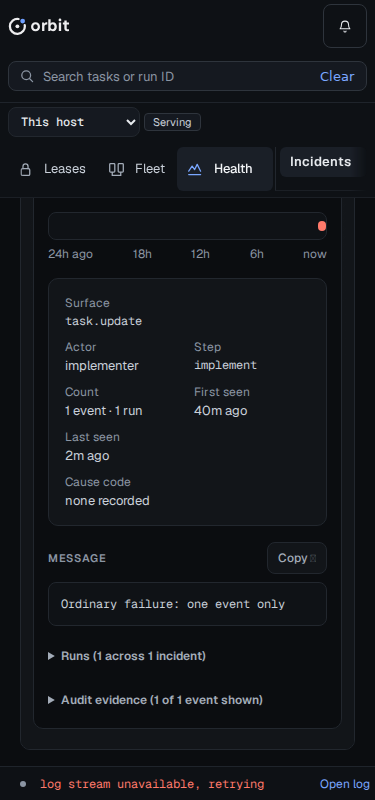 orbit
Search tasks or run ID Clear
This host Serving
Leases Fleet Health Incidents
24h ago 18h 12h 6h now
Surface
task.update
Actor Step
implementer implement
Count First seen
1 event · 1 run 40m ago
Last seen
2m ago
Cause code
none recorded
MESSAGE Copy
Ordinary failure: one event only
Runs (1 across 1 incident)
Audit evidence (1 of 1 event shown)
log stream unavailable, retrying Open log